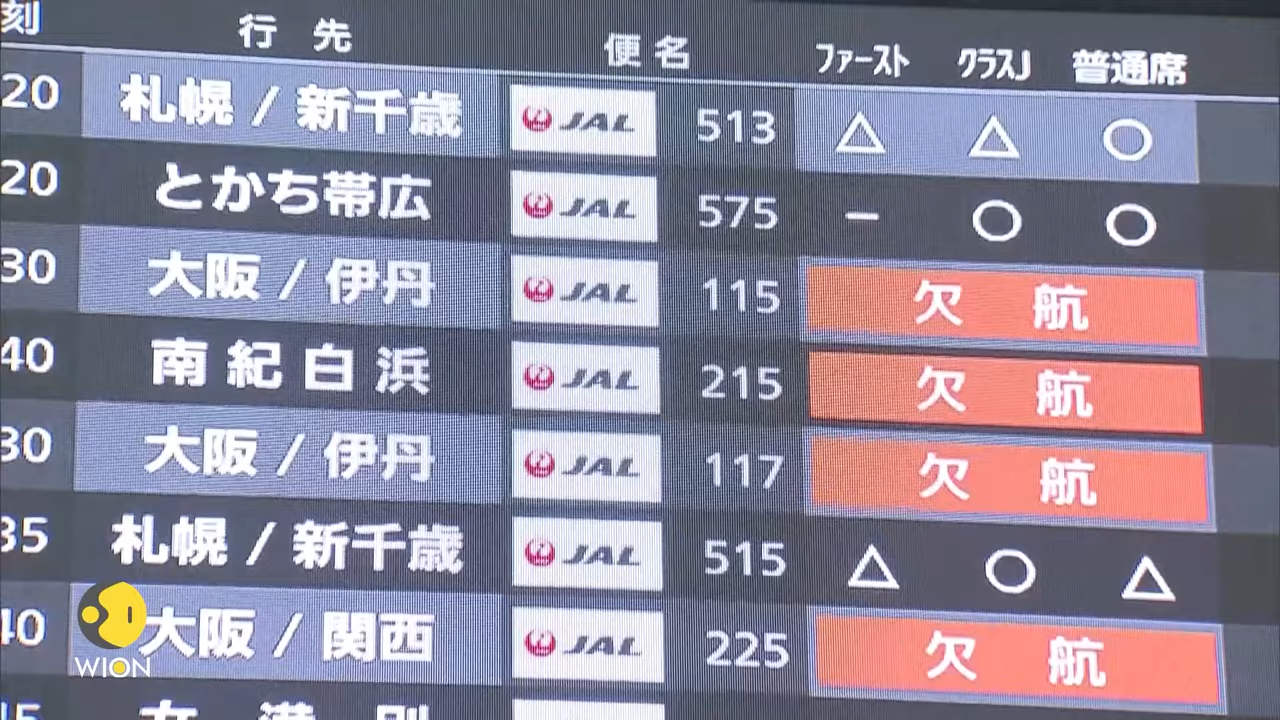 刻 行 先 便 名 ﾌｧｰｽﾄ ｸﾗｽJ 普通席
20 札幌 / 新千歳 JAL 513 △ △ ○
20 とかち帯広 JAL 575 － ○ ○
30 大阪 / 伊丹 JAL 115 欠 航
40 南 紀 白 浜 JAL 215 欠 航
30 大阪 / 伊丹 JAL 117 欠 航
35 札幌 / 新千歳 JAL 515 △ ○ △
40 大阪 / 関西 JAL 225 欠 航
WION